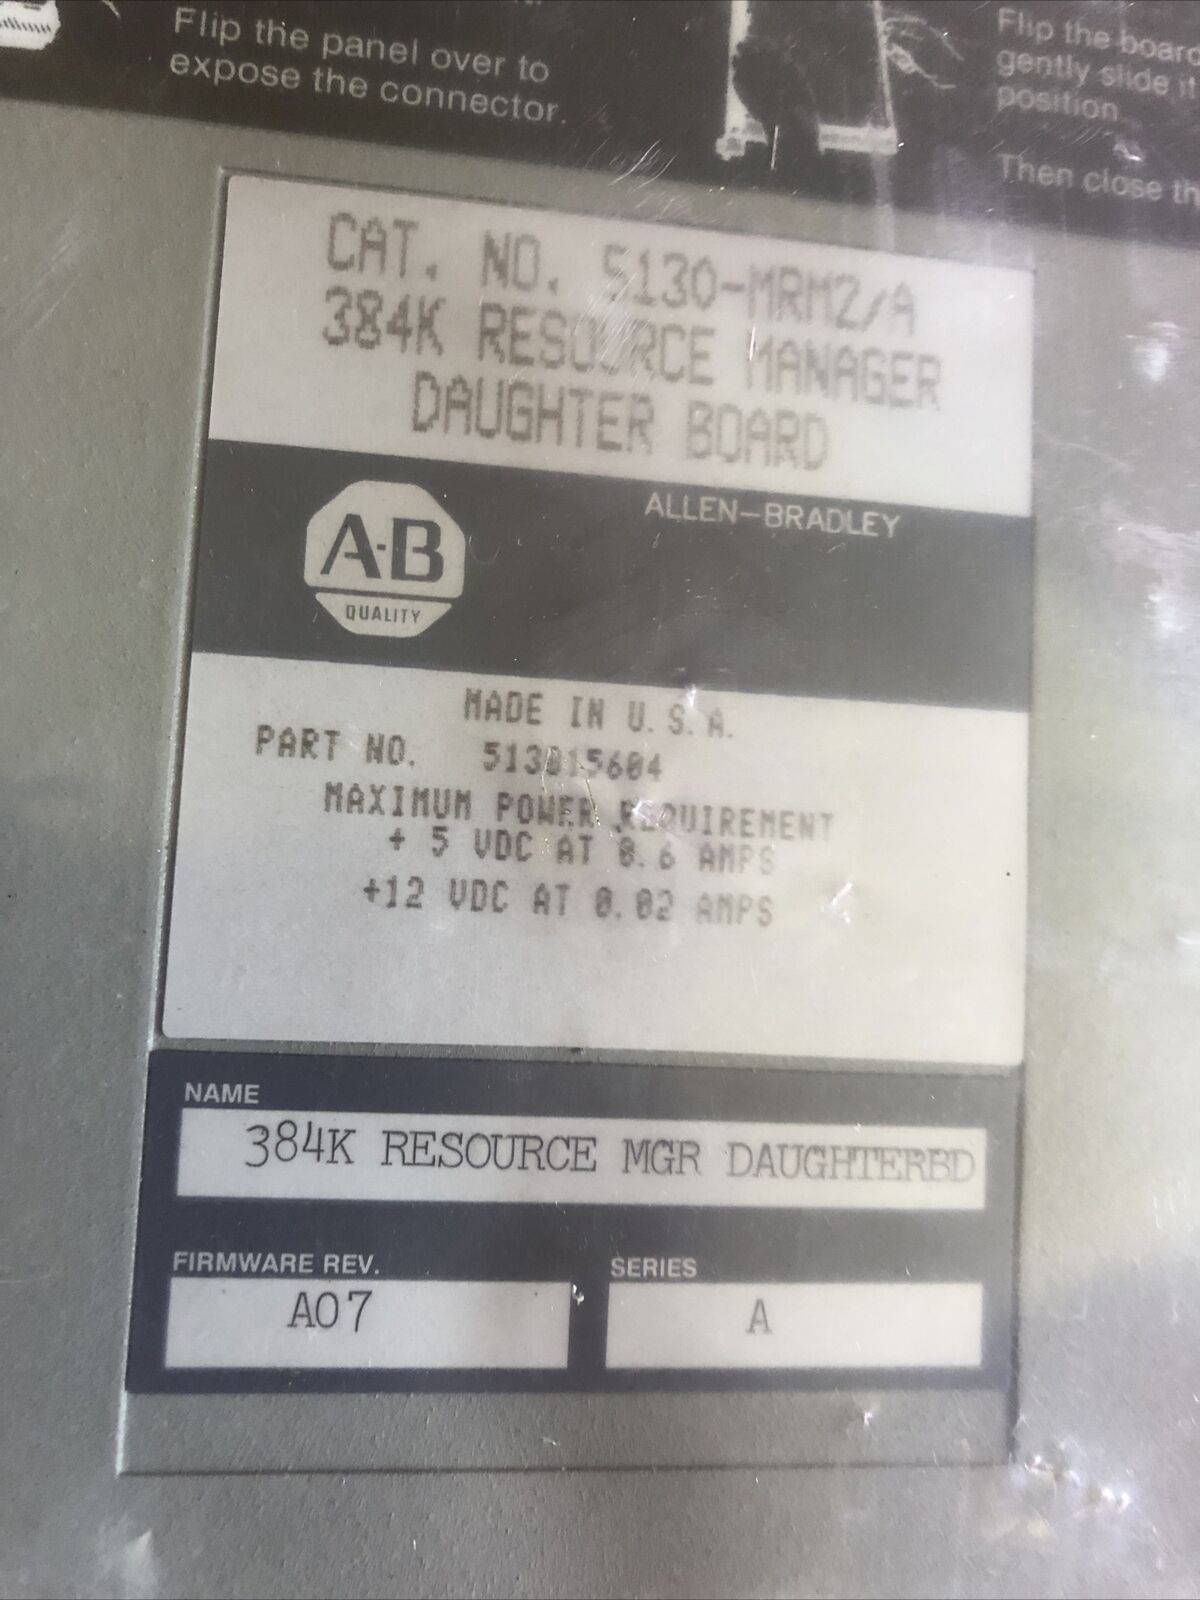 Flip the panel over to
expose the connector.
Flip the board
gently slide it
position.
Then close
CAT. NO. 5130-MRM2/A
384K RESOURCE MANAGER
DAUGHTER BOARD
ALLEN-BRADLEY
A-B
QUALITY
MADE IN U.S.A.
PART NO. 513015604
MAXIMUM POWER REQUIREMENT
+ 5 VDC AT 0.6 AMPS
+12 VDC AT 0.02 AMPS
NAME
384K RESOURCE MGR DAUGHTERBD
FIRMWARE REV.
A07
SERIES
A